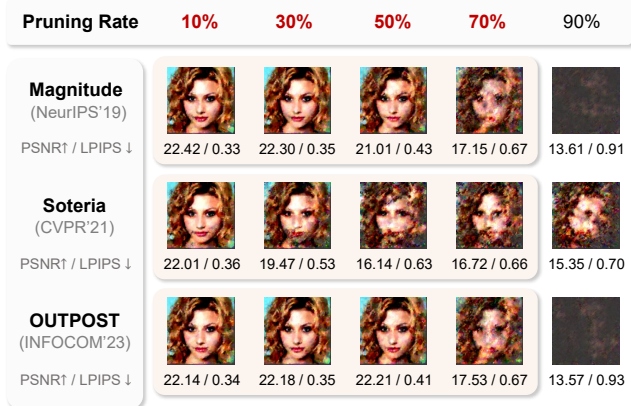 Pruning Rate 10% 30% 50% 70% 90%
Magnitude
(NeurIPS'19)
PSNR↑ / LPIPS ↓ 22.42 / 0.33 22.30 / 0.35 21.01 / 0.43 17.15 / 0.67 13.61 / 0.91
Soteria
(CVPR'21)
PSNR↑ / LPIPS ↓ 22.01 / 0.36 19.47 / 0.53 16.14 / 0.63 16.72 / 0.66 15.35 / 0.70
OUTPOST
(INFOCOM'23)
PSNR↑ / LPIPS ↓ 22.14 / 0.34 22.18 / 0.35 22.21 / 0.41 17.53 / 0.67 13.57 / 0.93